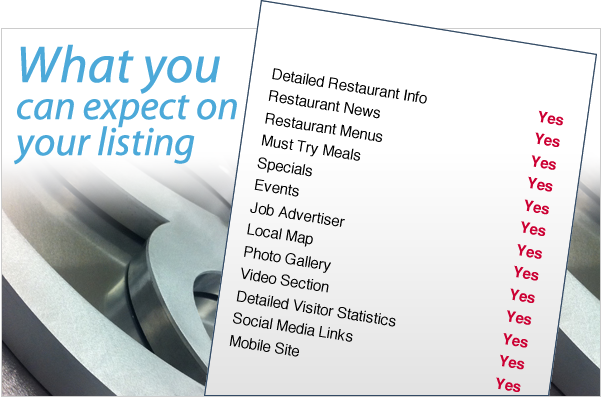 What you
can expect on
your listing
Detailed Restaurant Info Yes
Restaurant News Yes
Restaurant Menus Yes
Must Try Meals Yes
Specials Yes
Events Yes
Job Advertiser Yes
Local Map Yes
Photo Gallery Yes
Video Section Yes
Detailed Visitor Statistics Yes
Social Media Links Yes
Mobile Site Yes